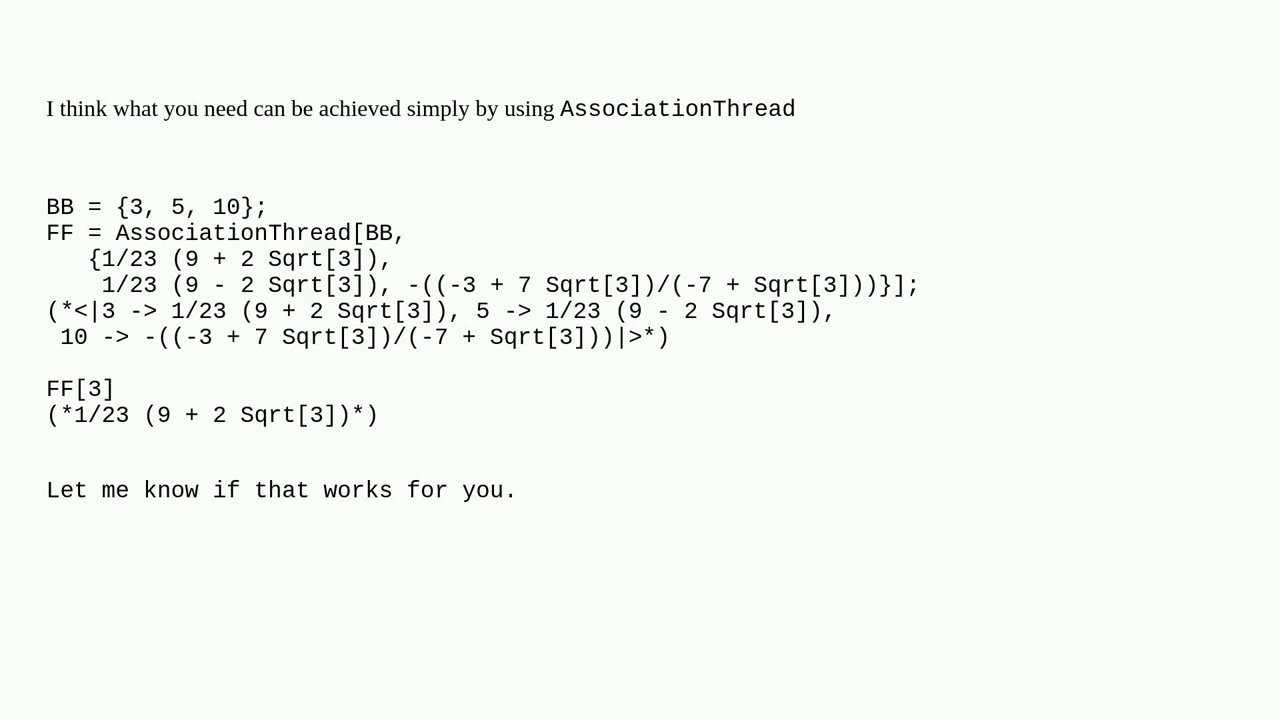 I think what you need can be achieved simply by using AssociationThread
BB = {3, 5, 10};
FF = AssociationThread[BB,
   {1/23 (9 + 2 Sqrt[3]),
    1/23 (9 - 2 Sqrt[3]), -((-3 + 7 Sqrt[3])/(-7 + Sqrt[3]))}];
(*<|3 -> 1/23 (9 + 2 Sqrt[3]), 5 -> 1/23 (9 - 2 Sqrt[3]),
 10 -> -((-3 + 7 Sqrt[3])/(-7 + Sqrt[3]))|>*)
FF[3]
(*1/23 (9 + 2 Sqrt[3])*)
Let me know if that works for you.